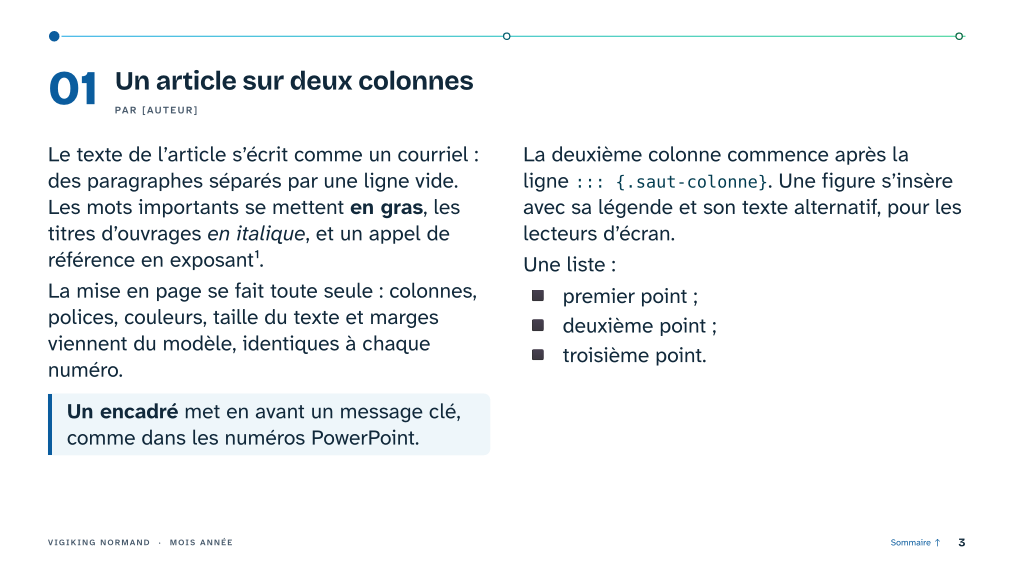 01
Un article sur deux colonnes
PAR [AUTEUR]
Le texte de l’article s’écrit comme un courriel :
des paragraphes séparés par une ligne vide.
Les mots importants se mettent en gras, les
titres d’ouvrages en italique, et un appel de
référence en exposant¹.
La mise en page se fait toute seule : colonnes,
polices, couleurs, taille du texte et marges
viennent du modèle, identiques à chaque
numéro.
Un encadré met en avant un message clé,
comme dans les numéros PowerPoint.
La deuxième colonne commence après la
ligne ::: {.saut-colonne}. Une figure s’insère
avec sa légende et son texte alternatif, pour les
lecteurs d’écran.
Une liste :
premier point ;
deuxième point ;
troisième point.
VIGIKING NORMAND · MOIS ANNÉE
Sommaire ↑ 3